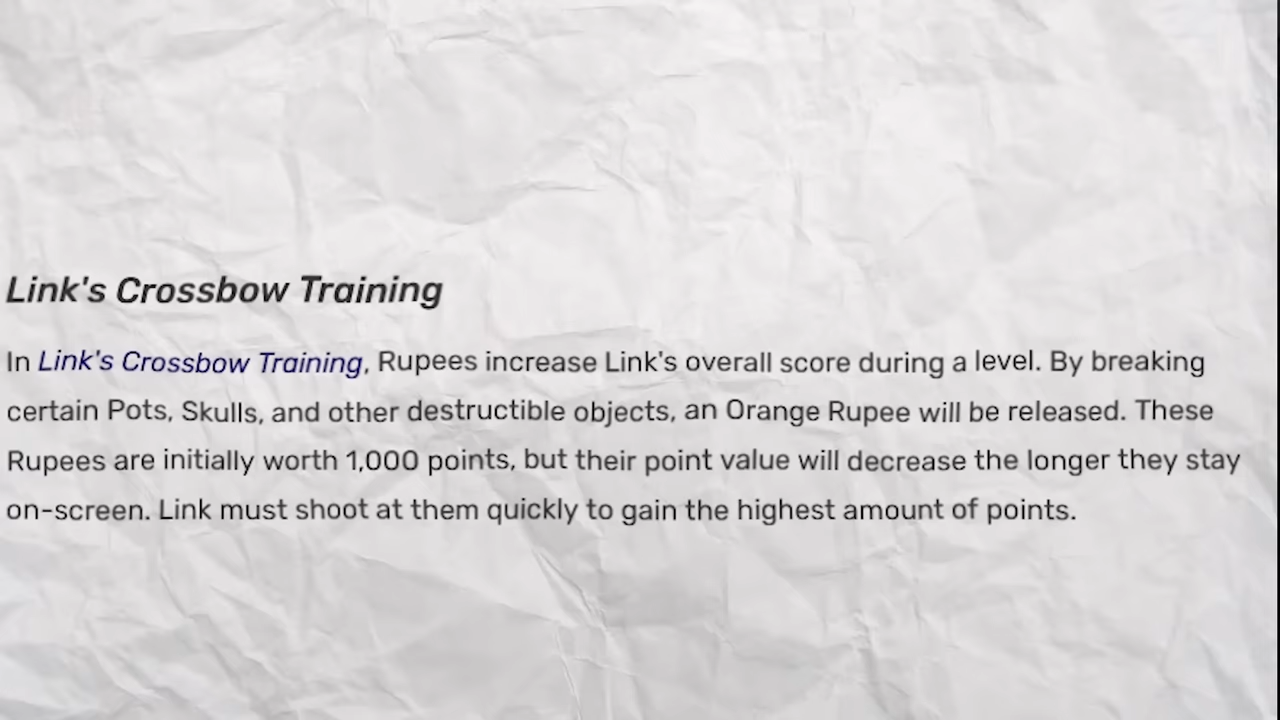 Link's Crossbow Training
In Link's Crossbow Training, Rupees increase Link's overall score during a level. By breaking
certain Pots, Skulls, and other destructible objects, an Orange Rupee will be released. These
Rupees are initially worth 1,000 points, but their point value will decrease the longer they stay
on-screen. Link must shoot at them quickly to gain the highest amount of points.